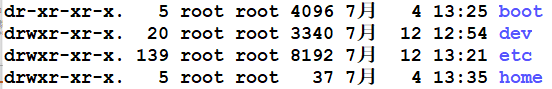 dr-xr-xr-x.   5 root root 4096 7月   4 13:25 boot
drwxr-xr-x.  20 root root 3340 7月  12 12:54 dev
drwxr-xr-x. 139 root root 8192 7月  12 13:21 etc
drwxr-xr-x.   5 root root   37 7月   4 13:35 home